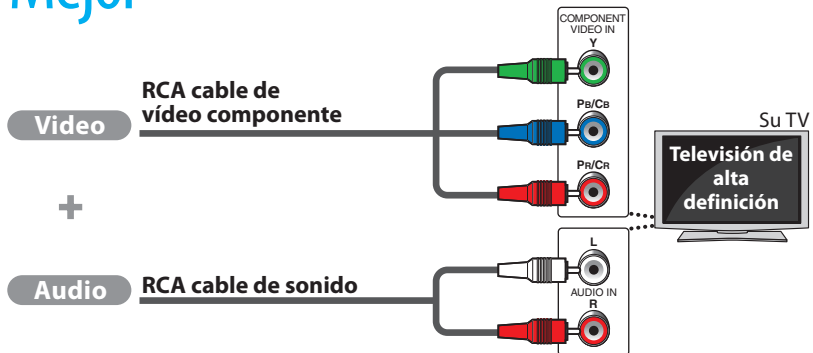 Mejor
COMPONENT
VIDEO IN
Y
RCA cable de
vídeo componente
Video
PB/CB
Su TV
Televisión de
alta
definición
PR/CR
L
Audio
RCA cable de sonido
AUDIO IN
R